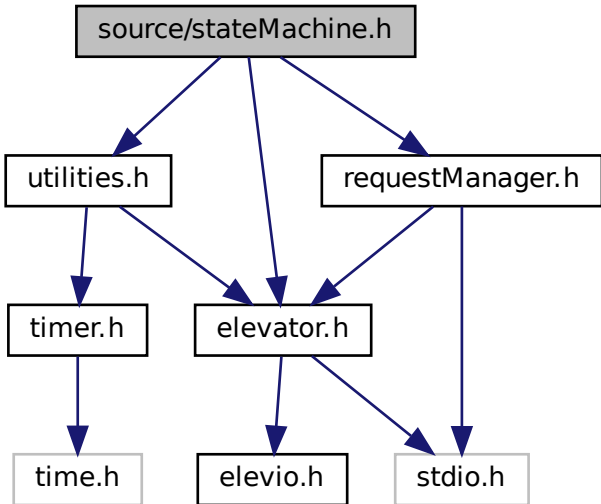 source/stateMachine.h
utilities.h
requestManager.h
timer.h
elevator.h
time.h
elevio.h
stdio.h